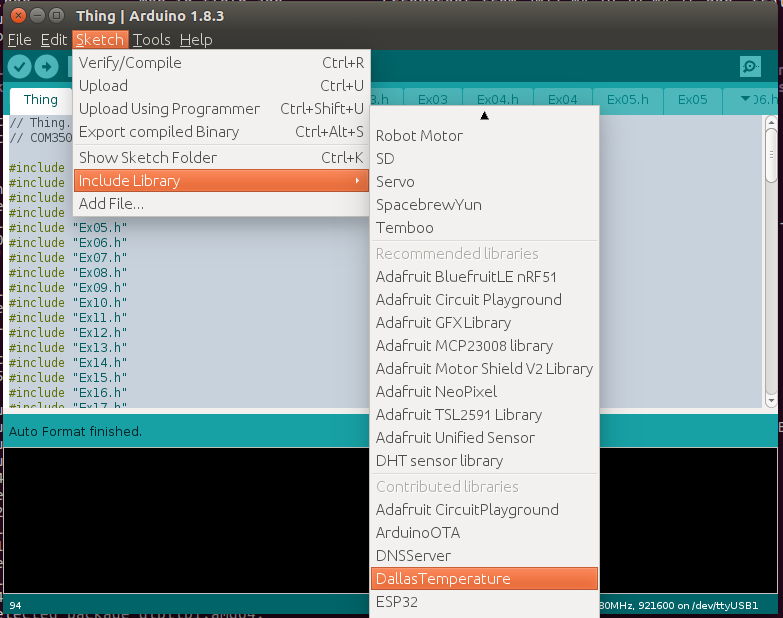 Thing | Arduino 1.8.3
File Edit Sketch Tools Help
Verify/Compile Ctrl+R
Upload Ctrl+U
Upload Using Programmer Ctrl+Shift+U
Export compiled Binary Ctrl+Alt+S
Show Sketch Folder Ctrl+K
Include Library
Add File...
Thing 3.h Ex03 Ex04.h Ex04 Ex05.h Ex05 06.h
// Thing.
// COM350
#include
#include
#include
#include
#include "Ex05.h"
#include "Ex06.h"
#include "Ex07.h"
#include "Ex08.h"
#include "Ex09.h"
#include "Ex10.h"
#include "Ex11.h"
#include "Ex12.h"
#include "Ex13.h"
#include "Ex14.h"
#include "Ex15.h"
#include "Ex16.h"
#include "Ex17.h"
Robot Motor
SD
Servo
SpacebrewYun
Temboo
Recommended libraries
Adafruit BluefruitLE nRF51
Adafruit Circuit Playground
Adafruit GFX Library
Adafruit MCP23008 library
Adafruit Motor Shield V2 Library
Adafruit NeoPixel
Adafruit TSL2591 Library
Adafruit Unified Sensor
DHT sensor library
Contributed libraries
Adafruit CircuitPlayground
ArduinoOTA
DNSServer
DallasTemperature
ESP32
Auto Format finished.
94 80MHz, 921600 on /dev/ttyUSB1